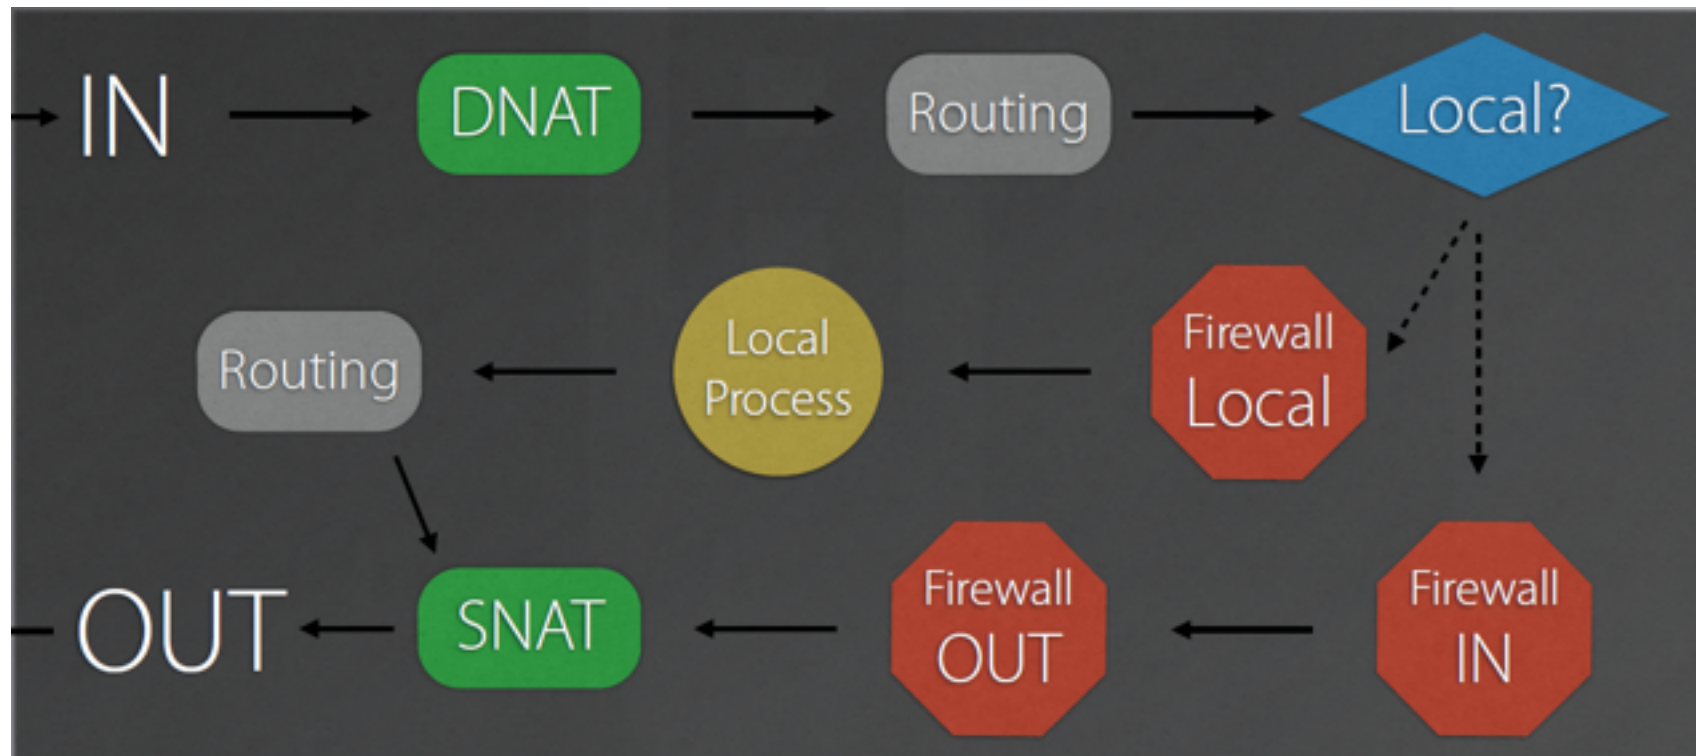 IN
DNAT
Routing
Local?
Routing
Local
Process
Firewall
Local
OUT
SNAT
Firewall
OUT
Firewall
IN